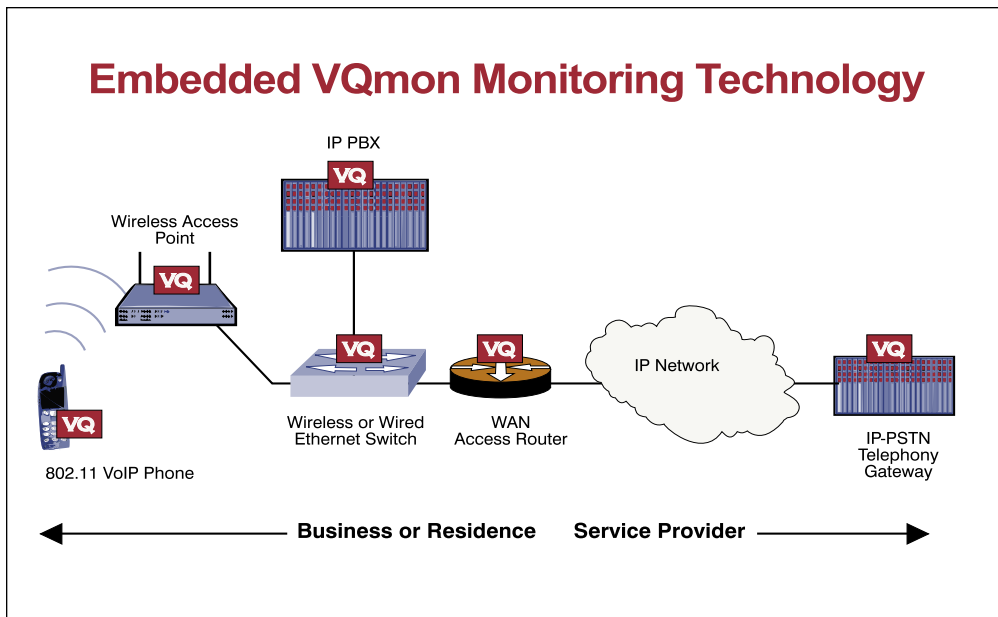 Embedded VQmon Monitoring Technology
IP PBX
VQ
Wireless Access
Point
VQ
VQ
VQ
VQ
IP Network
VQ
802.11 VoIP Phone
Wireless or Wired
Ethernet Switch
WAN
Access Router
IP-PSTN
Telephony
Gateway
VQ
Business or Residence
Service Provider